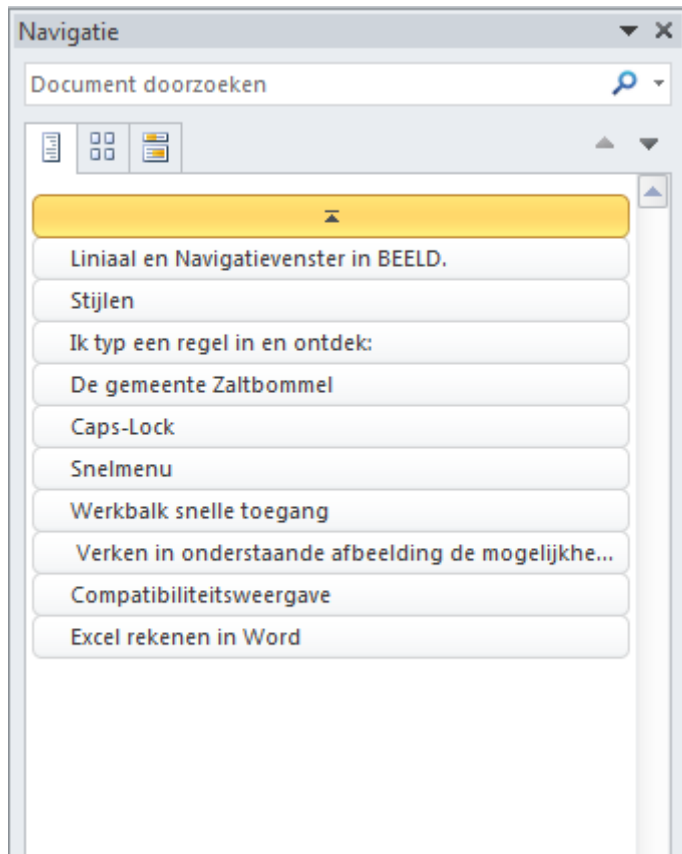 Navigatie
Document doorzoeken
Liniaal en Navigatievenster in BEELD.
Stijlen
Ik typ een regel in en ontdek:
De gemeente Zaltbommel
Caps-Lock
Snelmenu
Werkbalk snelle toegang
Verken in onderstaande afbeelding de mogelijkhe...
Compatibiliteitsweergave
Excel rekenen in Word